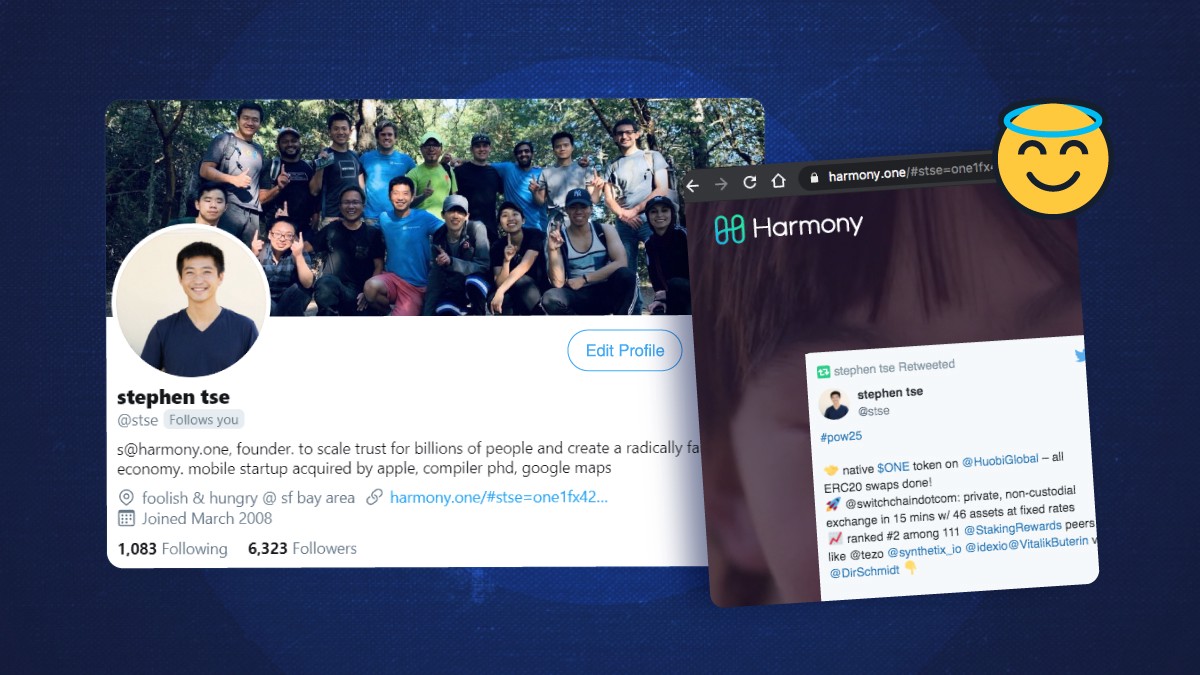 stephen tse
@stse Follows you
Edit Profile
s@harmony.one, founder. to scale trust for billions of people and create a radically fa
economy. mobile startup acquired by apple, compiler phd, google maps
foolish & hungry @ sf bay area harmony.one/#stse=one1fx42...
Joined March 2008
1,083 Following 6,323 Followers
harmony.one/#stse=one1fx4
Harmony
stephen tse Retweeted
stephen tse
@stse
#pow25
native $ONE token on @HuobiGlobal – all
ERC20 swaps done!
@switchchaindotcom: private, non-custodial
exchange in 15 mins w/ 46 assets at fixed rates
ranked #2 among 111 @StakingRewards peers
like @tezo @synthetix_io @idexio@VitalikButerin v
@DirSchmidt